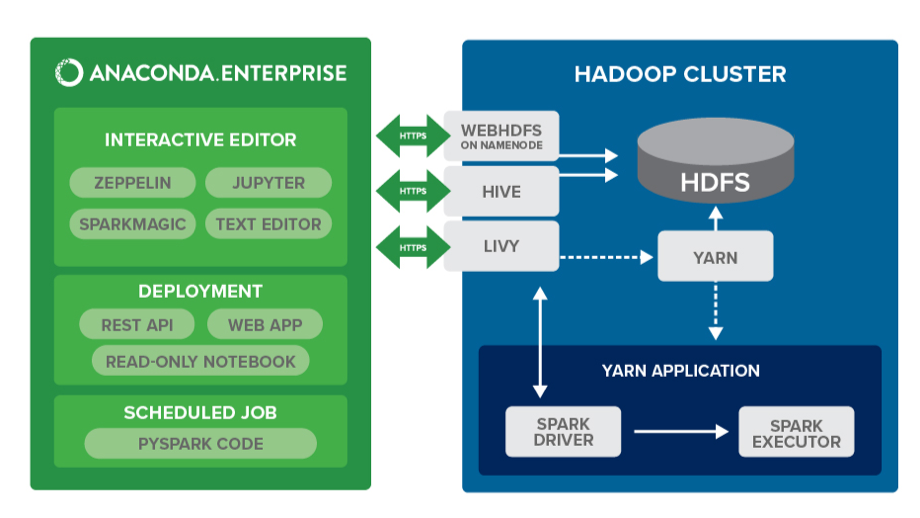 ANACONDA.ENTERPRISE
INTERACTIVE EDITOR
ZEPPELIN
JUPYTER
SPARKMAGIC
TEXT EDITOR
DEPLOYMENT
REST API
WEB APP
READ-ONLY NOTEBOOK
SCHEDULED JOB
PYSPARK CODE
HTTPS
HTTPS
HTTPS
HADOOP CLUSTER
WEBHDFS
ON NAMENODE
HIVE
LIVY
HDFS
YARN
YARN APPLICATION
SPARK
DRIVER
SPARK
EXECUTOR